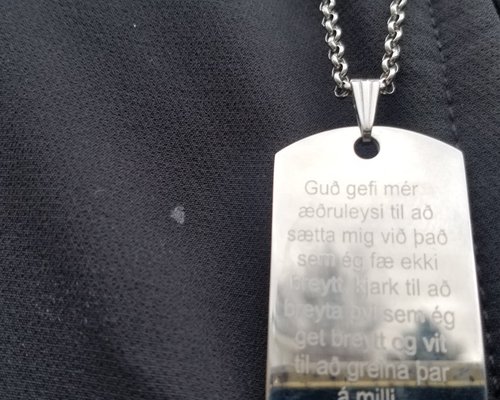 Guð gefi mér
æðruleysi til að
sætta mig við það
sem ég fæ ekki
breytt kjark til að
breyta því sem ég
get breytt og vit
til að greina þar
á milli